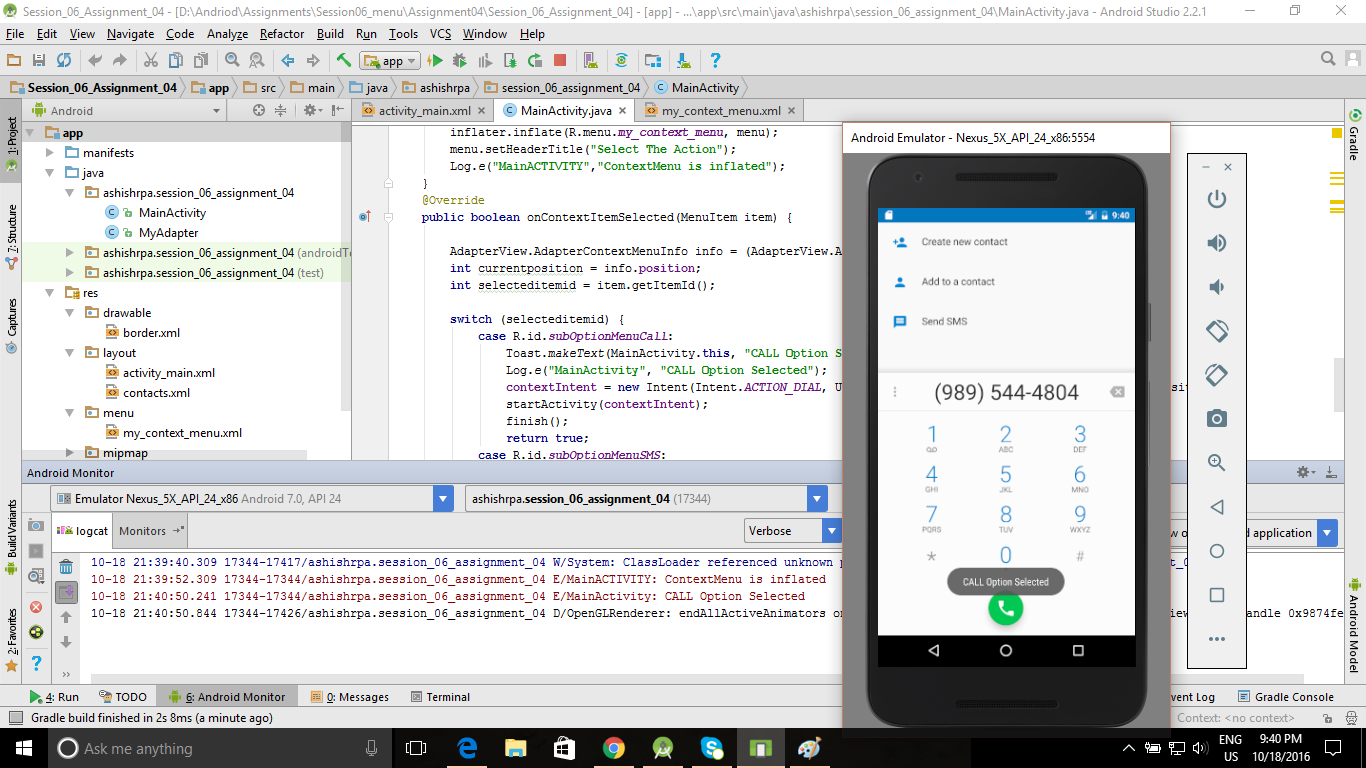 Session_06_Assignment_04 - [D:\Andriod\Assignments\Session06_menu\Assignment04\Session_06_Assignment_04] - [app] - ...\app\src\main\java\ashishrpa\session_06_assignment_04\MainActivity.java - Android Studio 2.2.1
File Edit View Navigate Code Analyze Refactor Build Run Tools VCS Window Help
app
Session_06_Assignment_04 app src main java ashishrpa session_06_assignment_04 MainActivity
Android
activity_main.xml MainActivity.java my_context_menu.xml
1: Project
7: Structure
Captures
Build Variants
2: Favorites
app
manifests
java
ashishrpa.session_06_assignment_04
MainActivity
MyAdapter
ashishrpa.session_06_assignment_04 (androidT
ashishrpa.session_06_assignment_04 (test)
res
drawable
border.xml
layout
activity_main.xml
contacts.xml
menu
my_context_menu.xml
mipmap
inflater.inflate(R.menu.my_context_menu, menu);
menu.setHeaderTitle("Select The Action");
Log.e("MainACTIVITY","ContextMenu is inflated");
}
@Override
public boolean onContextItemSelected(MenuItem item) {
AdapterView.AdapterContextMenuInfo info = (AdapterView.A
int currentposition = info.position;
int selecteditemid = item.getItemId();
switch (selecteditemid) {
case R.id.subOptionMenuCall:
Toast.makeText(MainActivity.this, "CALL Option S
Log.e("MainActivity", "CALL Option Selected");
contextIntent = new Intent(Intent.ACTION_DIAL, U
startActivity(contextIntent);
finish();
return true;
case R.id.subOptionMenuSMS:
Android Emulator - Nexus_5X_API_24_x86:5554
9:40
Create new contact
Add to a contact
Send SMS
(989) 544-4804
1 2 3
ABC DEF
4 5 6
GHI JKL MNO
7 8 9
PQRS TUV WXYZ
* 0 #
CALL Option Selected
Gradle
Android Model
Android Monitor
Emulator Nexus_5X_API_24_x86 Android 7.0, API 24
ashishrpa.session_06_assignment_04 (17344)
logcat Monitors
Verbose
d application
10-18 21:39:40.309 17344-17417/ashishrpa.session_06_assignment_04 W/System: ClassLoader referenced unknown p
10-18 21:39:52.309 17344-17344/ashishrpa.session_06_assignment_04 E/MainACTIVITY: ContextMenu is inflated
10-18 21:40:50.241 17344-17344/ashishrpa.session_06_assignment_04 E/MainActivity: CALL Option Selected
10-18 21:40:50.844 17344-17426/ashishrpa.session_06_assignment_04 D/OpenGLRenderer: endAllActiveAnimators on
andle 0x9874fe
4: Run TODO 6: Android Monitor 0: Messages Terminal
vent Log Gradle Console
Gradle build finished in 2s 8ms (a minute ago)
Context: <no context>
Ask me anything
ENG
US
9:40 PM
10/18/2016